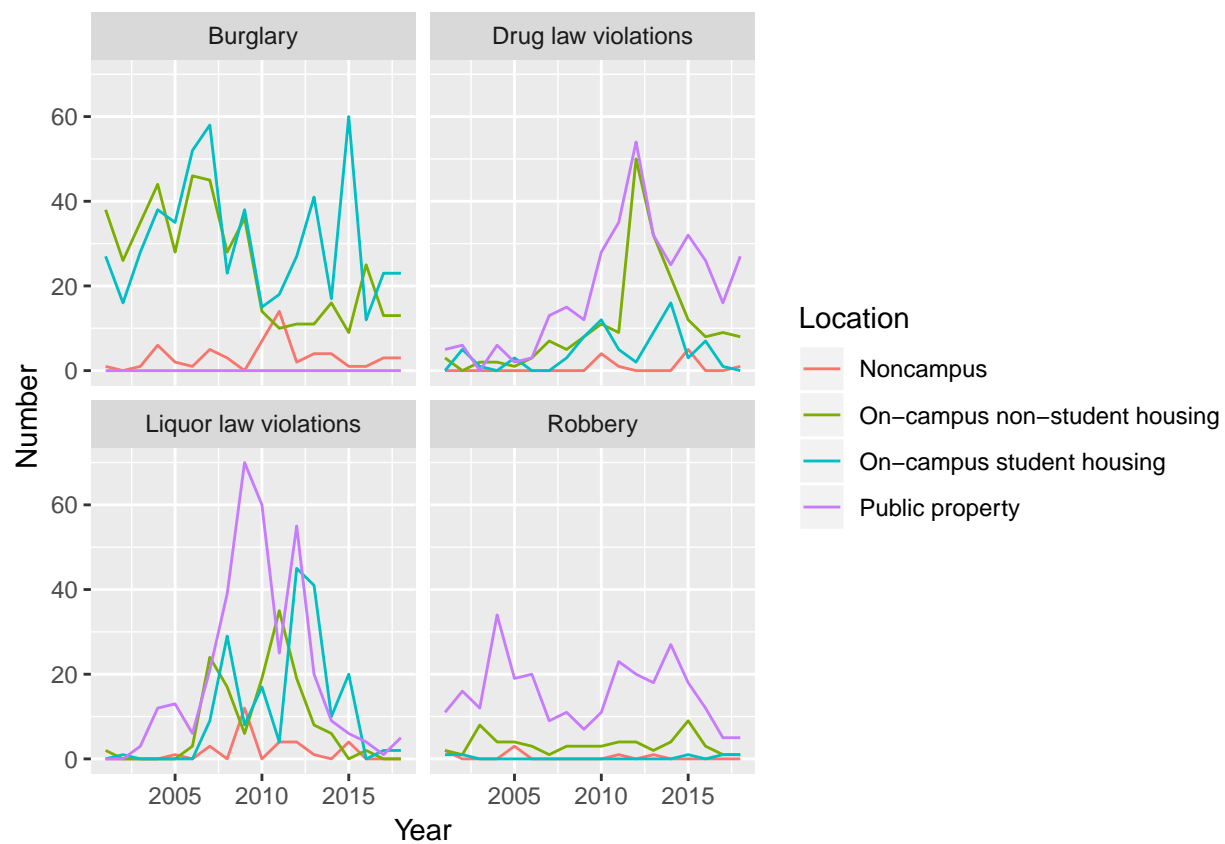 Burglary
Drug law violations
60
40
20
0
Liquor law violations
Robbery
60
40
20
0
2005
2010
2015
2005
2010
2015
Number
Year
Location
Noncampus
On−campus non−student housing
On−campus student housing
Public property